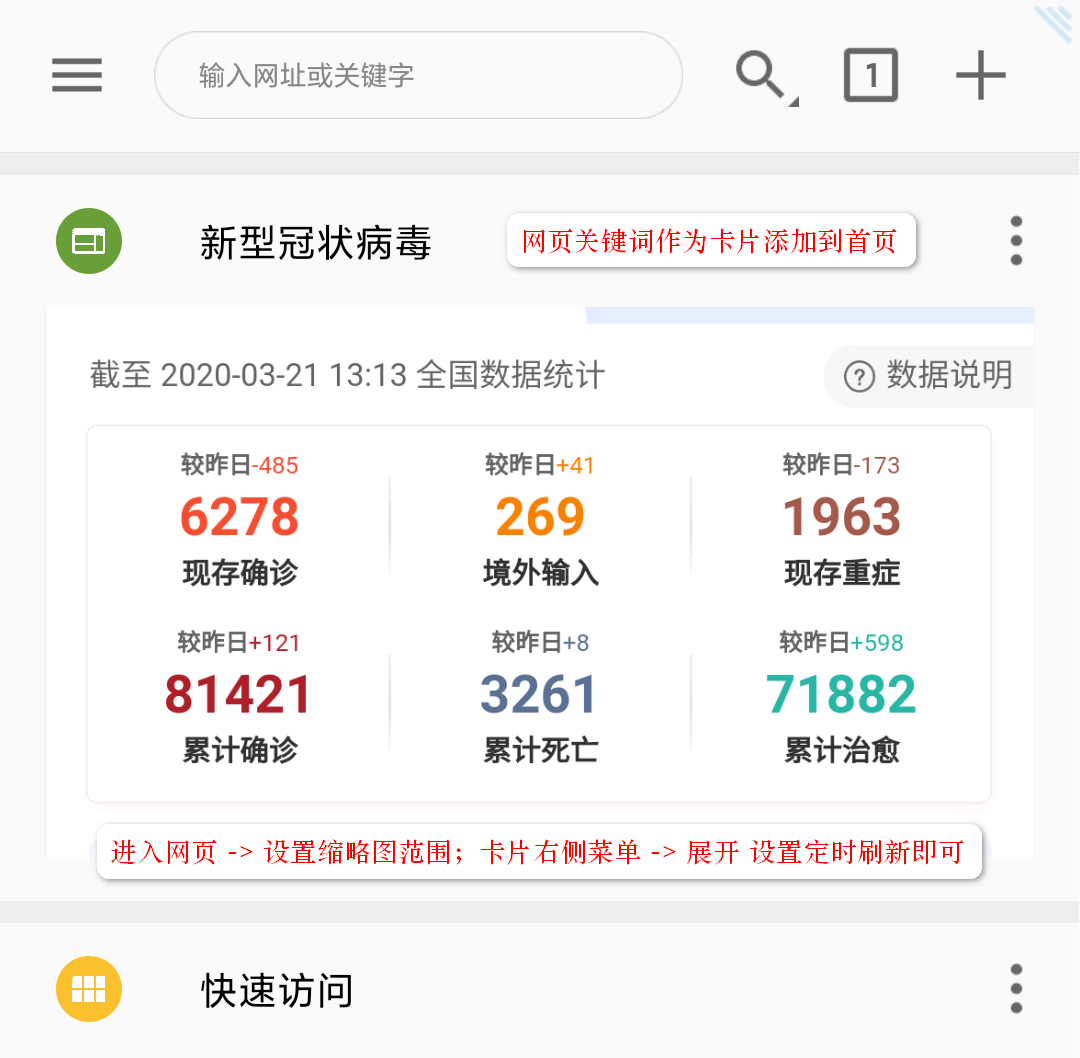 输入网址或关键字
1
新型冠状病毒
网页关键词作为卡片添加到首页
截至 2020-03-21 13:13 全国数据统计
? 数据说明
较昨日-485 较昨日+41 较昨日-173
6278 269 1963
现存确诊 境外输入 现存重症
较昨日+121 较昨日+8 较昨日+598
81421 3261 71882
累计确诊 累计死亡 累计治愈
进入网页 -> 设置缩略图范围；卡片右侧菜单 -> 展开 设置定时刷新即可
快速访问